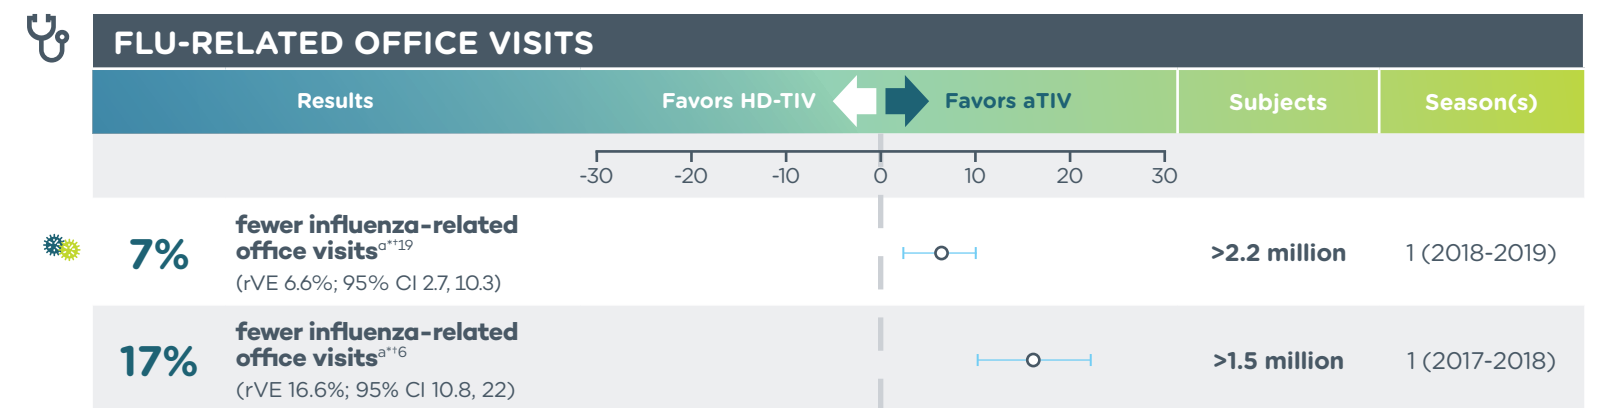 FLU-RELATED OFFICE VISITS
Results
Favors HD-TIV
Favors aTIV
Subjects
Season(s)
-30 -20 -10 0 10 20 30
7%
fewer influenza-related
office visitsᵃ*†¹⁹
(rVE 6.6%; 95% CI 2.7, 10.3)
>2.2 million
1 (2018-2019)
17%
fewer influenza-related
office visitsᵃ*†⁶
(rVE 16.6%; 95% CI 10.8, 22)
>1.5 million
1 (2017-2018)